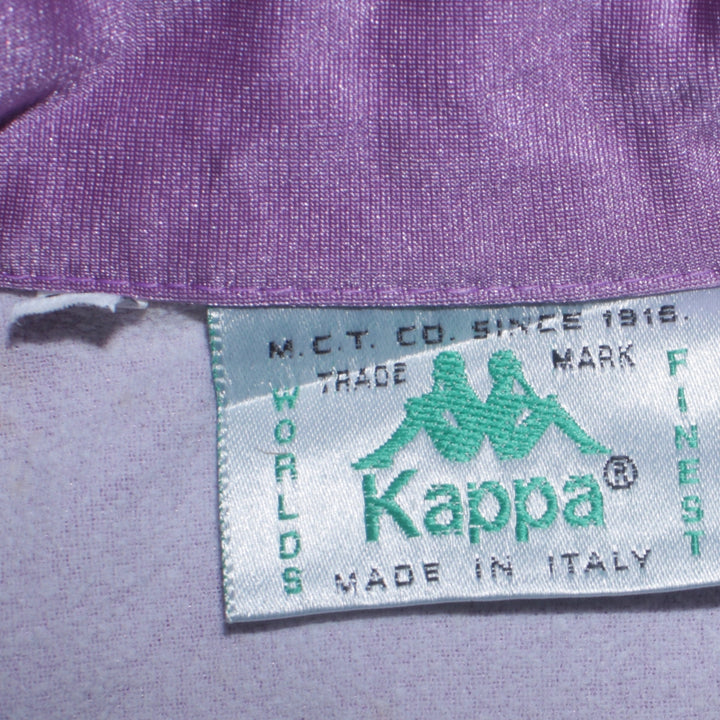 M.C.T. CO. SINCE 1916.
TRADE MARK
WORLDS
FINEST
Kappa®
MADE IN ITALY